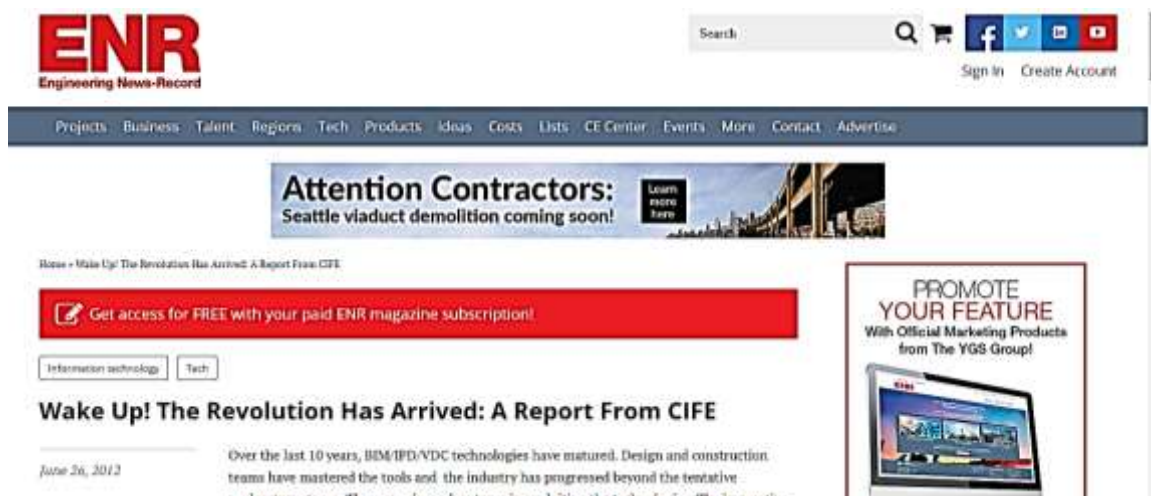 ENR
Engineering News-Record
Search
Sign In Create Account
Projects Business Talent Regions Tech Products Ideas Costs Lists CE Center Events More Contact Advertise
Attention Contractors:
Seattle viaduct demolition coming soon!
Learn
more
here
Home » Wake Up! The Revolution Has Arrived: A Report From CIFE
Get access for FREE with your paid ENR magazine subscription!
Information technology Tech
Wake Up! The Revolution Has Arrived: A Report From CIFE
June 26, 2012
Over the last 10 years, BIM/IPD/VDC technologies have matured. Design and construction
teams have mastered the tools and the industry has progressed beyond the tentative
PROMOTE
YOUR FEATURE
With Official Marketing Products
from The YGS Group!
ENR